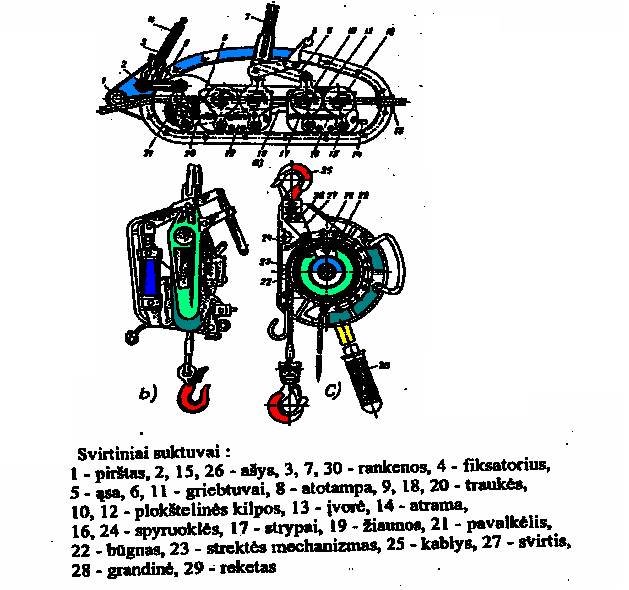 25
b)
c)
Svirtiniai suktuvai :
1 - pirštas, 2, 15, 26 - ašys, 3, 7, 30 - rankenos, 4 - fiksatorius,
5 - ąsa, 6, 11 - griebtuvai, 8 - atotampa, 9, 18, 20 - traukės,
10, 12 - plokštelinės kilpos, 13 - įvorė, 14 - atrama,
16, 24 - spyruoklės, 17 - strypai, 19 - žiaunos, 21 - pavalkėlis,
22 - būgnas, 23 - strektės mechanizmas, 25 - kablys, 27 - svirtis,
28 - grandinė, 29 - reketas